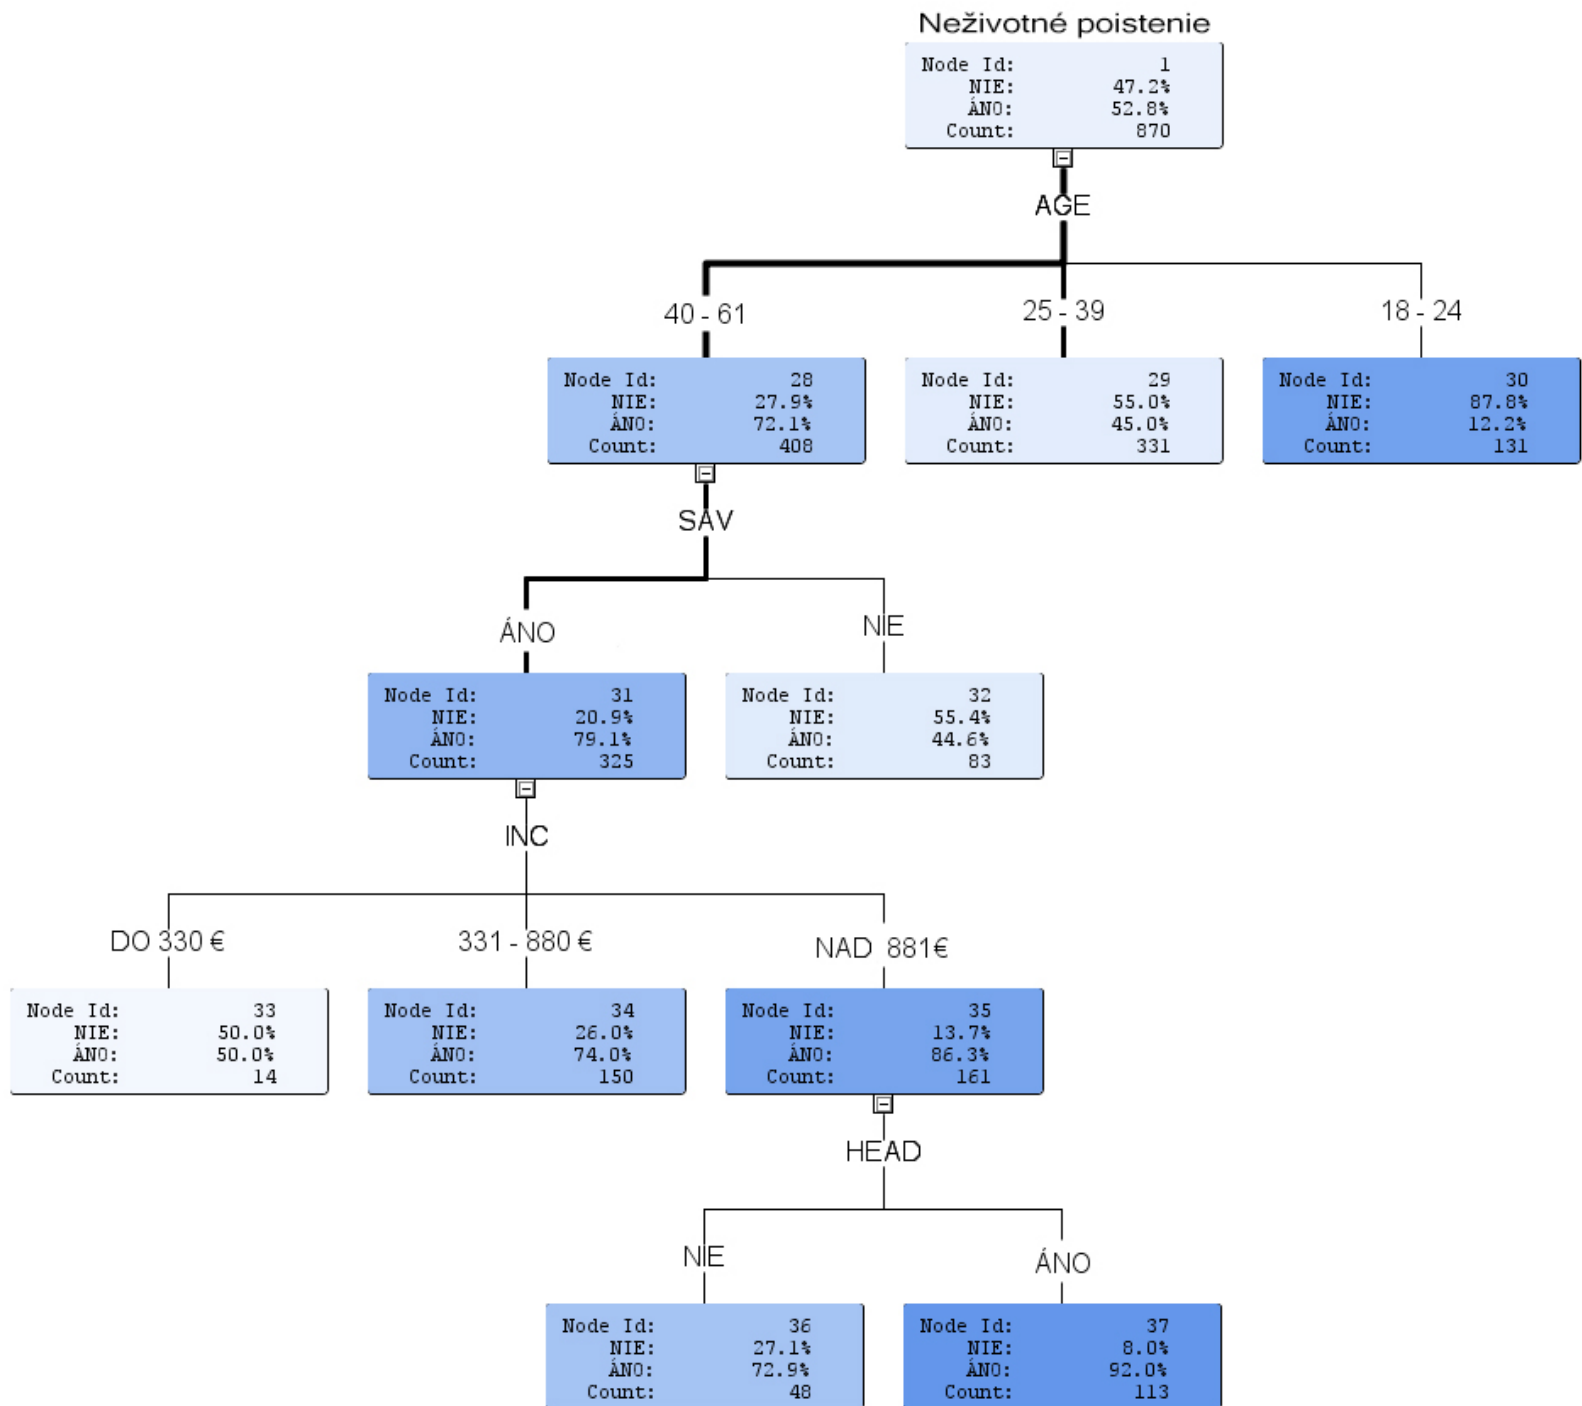 Neživotné poistenie
Node Id: 1
NIE: 47.2%
ÁNO: 52.8%
Count: 870
AGE
40 - 61
25 - 39
18 - 24
Node Id: 28
NIE: 27.9%
ÁNO: 72.1%
Count: 408
Node Id: 29
NIE: 55.0%
ÁNO: 45.0%
Count: 331
Node Id: 30
NIE: 87.8%
ÁNO: 12.2%
Count: 131
SAV
ÁNO
NIE
Node Id: 31
NIE: 20.9%
ÁNO: 79.1%
Count: 325
Node Id: 32
NIE: 55.4%
ÁNO: 44.6%
Count: 83
INC
DO 330 €
331 - 880 €
NAD 881€
Node Id: 33
NIE: 50.0%
ÁNO: 50.0%
Count: 14
Node Id: 34
NIE: 26.0%
ÁNO: 74.0%
Count: 150
Node Id: 35
NIE: 13.7%
ÁNO: 86.3%
Count: 161
HEAD
NIE
ÁNO
Node Id: 36
NIE: 27.1%
ÁNO: 72.9%
Count: 48
Node Id: 37
NIE: 8.0%
ÁNO: 92.0%
Count: 113